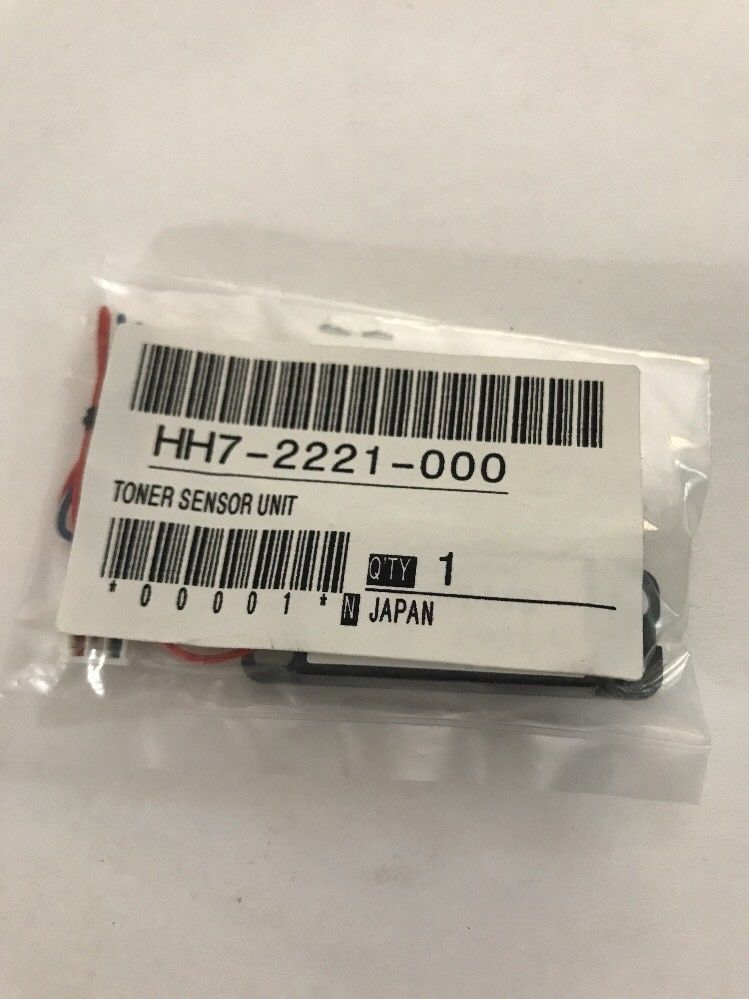 HH7-2221-000
TONER SENSOR UNIT
Q'TY 1
*00001* N JAPAN